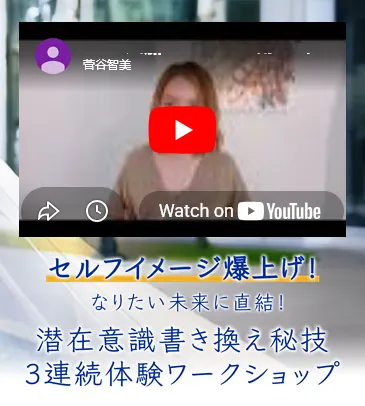 菅谷智美
Watch on YouTube
セルフイメージ爆上げ!
なりたい未来に直結!
潜在意識書き換え秘技
3連続体験ワークショップ